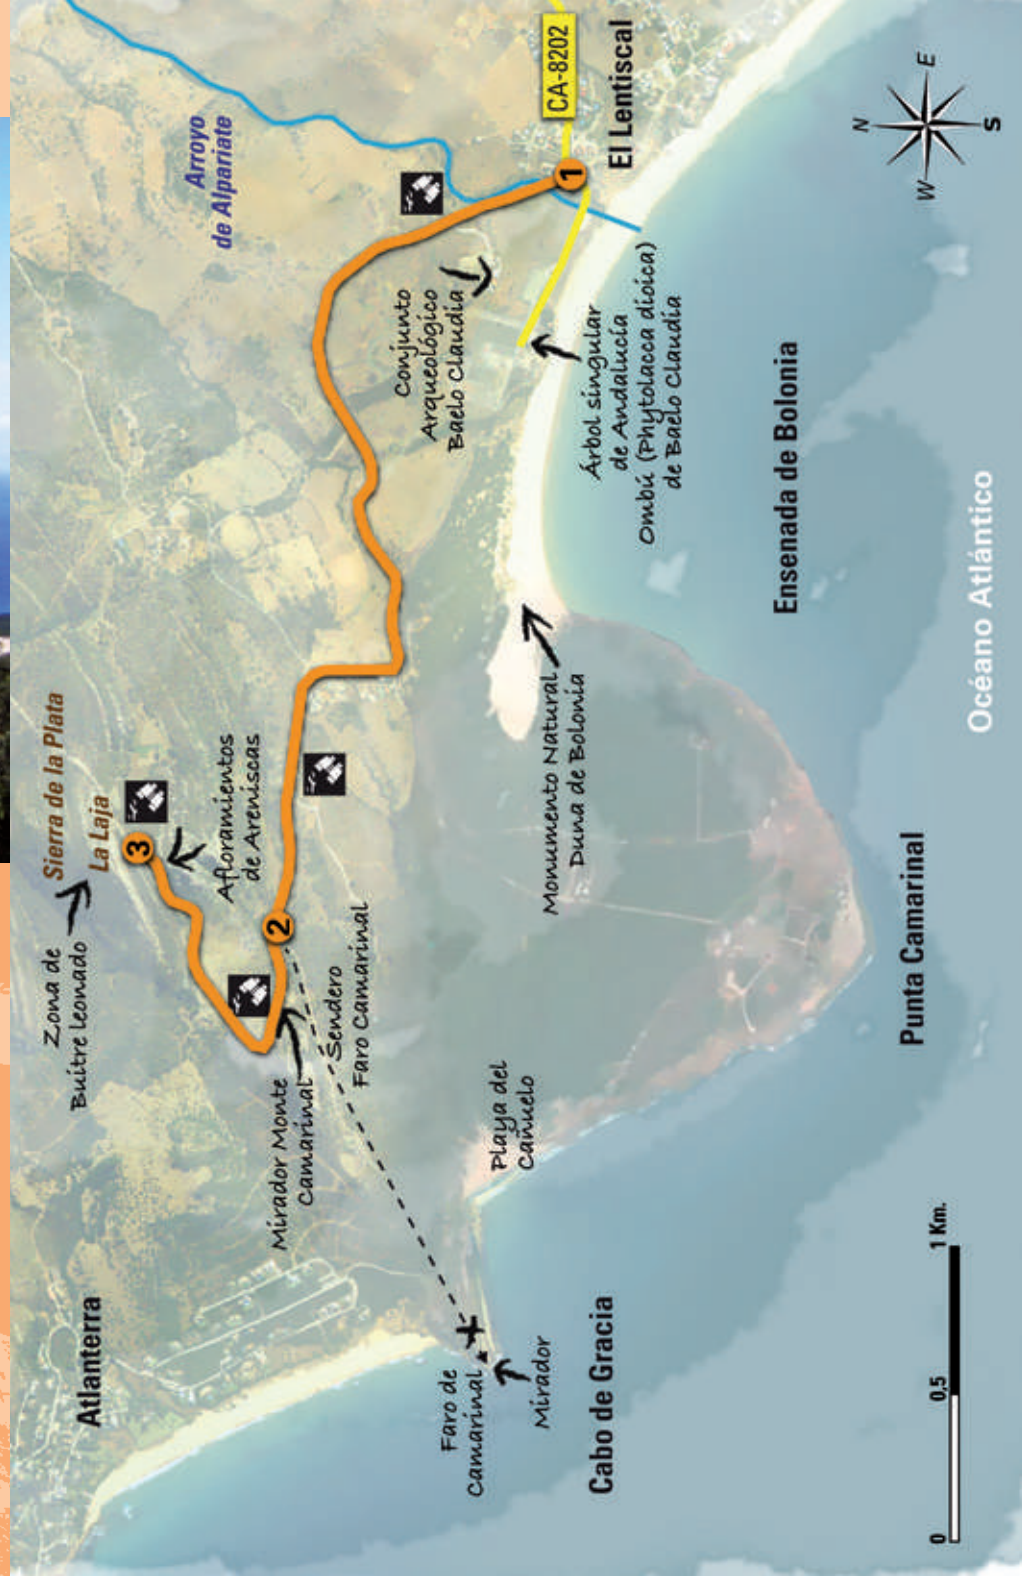 Atlanterra
Zona de
Buitre leonado
Sierra de la Plata
La Laja
3
Afloramientos
de Areniscas
Arroyo
de Alpariate
Mirador Monte
Camarinal
2
Sendero
Faro Camarinal
Conjunto
Arqueológico
Baelo Claudia
CA-8202
1
El Lentiscal
Faro de
Camarinal
Mirador
Playa del
Cañuelo
Monumento Natural
Duna de Bolonia
Árbol singular
de Andalucía
Ombú (Phytolacca dioica)
de Baelo Claudia
Cabo de Gracia
Ensenada de Bolonia
Punta Camarinal
Océano Atlántico
0
0,5
1 Km.
N
W
E
S